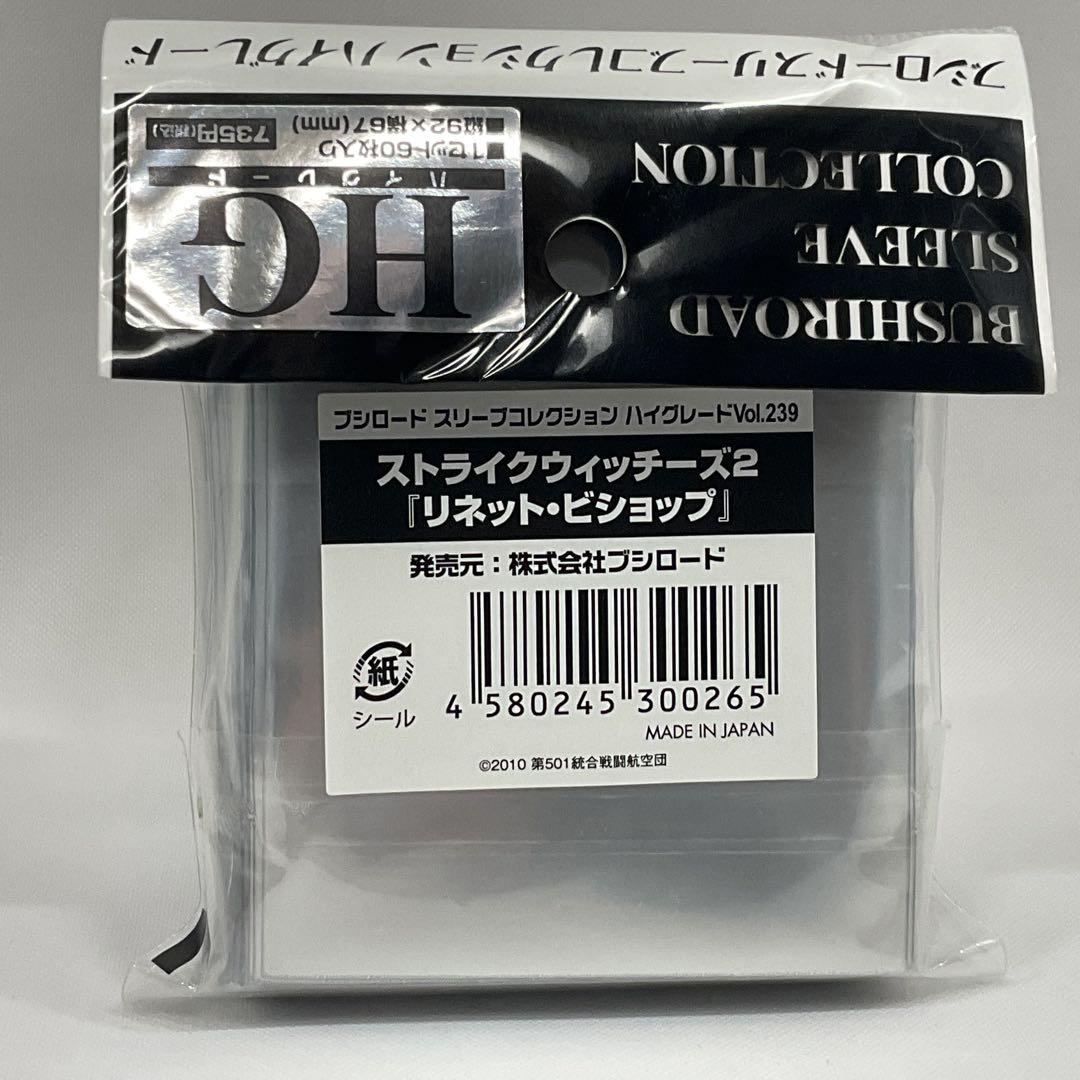 ブシロードスリーブコレクション ハイグレード
BUSHIROAD
SLEEVE
COLLECTION
HG
ハイグレード
1セット60枚入り
■縦92×横67(mm)
735円(税込)
ブシロード スリーブコレクション ハイグレードVol.239
ストライクウィッチーズ2
『リネット・ビショップ』
発売元：株式会社ブシロード
紙
シール
4 580245 300265
MADE IN JAPAN
©2010 第501統合戦闘航空団